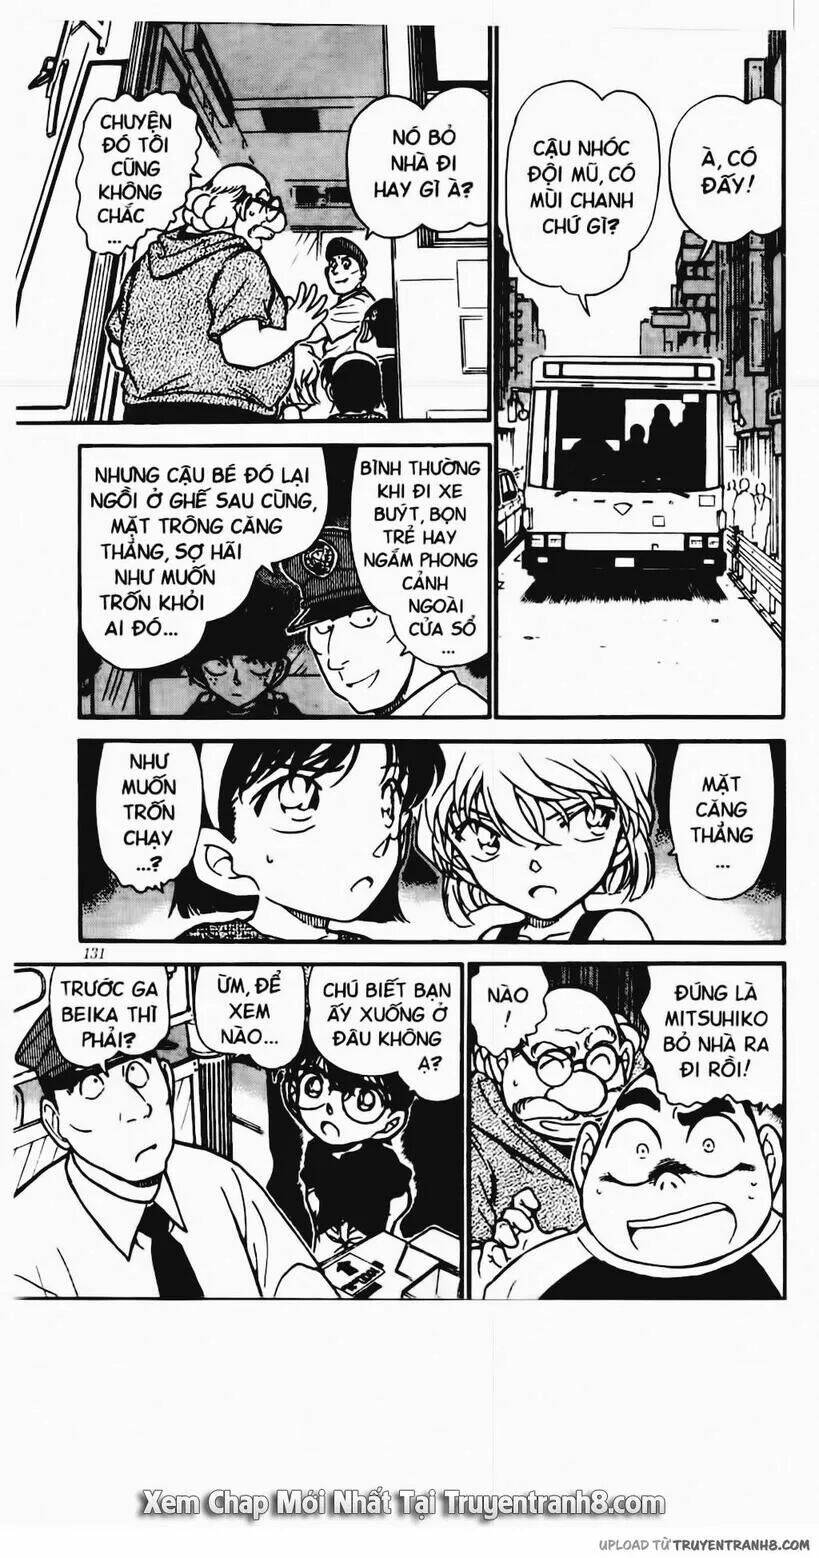 À, CÓ
ĐẤY!
CẬU NHÓC
ĐỘI MŨ, CÓ
MÙI CHANH
CHỨ GÌ?
NÓ BỎ
NHÀ ĐI
HAY GÌ À?
CHUYỆN
ĐÓ TÔI
CŨNG
KHÔNG
CHẮC
...
BÌNH THƯỜNG
KHI ĐI XE
BUÝT, BỌN
TRẺ HAY
NGẮM PHONG
CẢNH
NGOÀI
CỬA SỔ
...
NHƯNG CẬU BÉ ĐÓ LẠI
NGỒI Ở GHẾ SAU CÙNG,
MẶT TRÔNG CĂNG
THẲNG, SỢ HÃI
NHƯ MUỐN
TRỐN KHỎI
AI ĐÓ...
MẶT
CĂNG
THẲNG
...
NHƯ
MUỐN
TRỐN
CHẠY
...?
131
ĐÚNG LÀ
MITSUHIKO
BỎ NHÀ RA
ĐI RỒI!
NÀO
!
CHÚ BIẾT BẠN
ẤY XUỐNG Ở
ĐÂU KHÔNG
Ạ?
ỪM, ĐỂ
XEM
NÀO...
TRƯỚC GA
BEIKA THÌ
PHẢI?
Xem Chap Mới Nhất Tại Truyentranh8.com
UPLOAD TỪ TRUYENTRANH8.COM